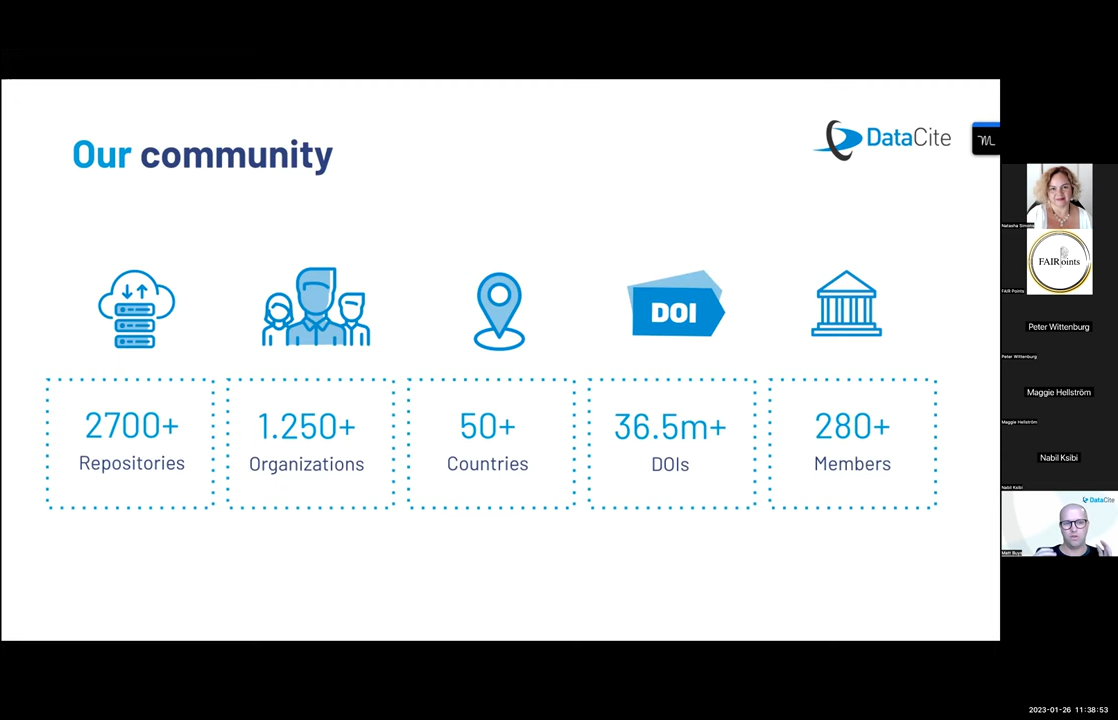 Our community
DataCite
DOI
2700+
Repositories
1.250+
Organizations
50+
Countries
36.5m+
DOIs
280+
Members
Natasha Simons
FAIRPoints
FAIR Points
Peter Wittenburg
Peter Wittenburg
Maggie Hellström
Maggie Hellström
Nabil Ksibi
Nabil Ksibi
DataCite
Matt Buys
2023-01-26 11:38:53